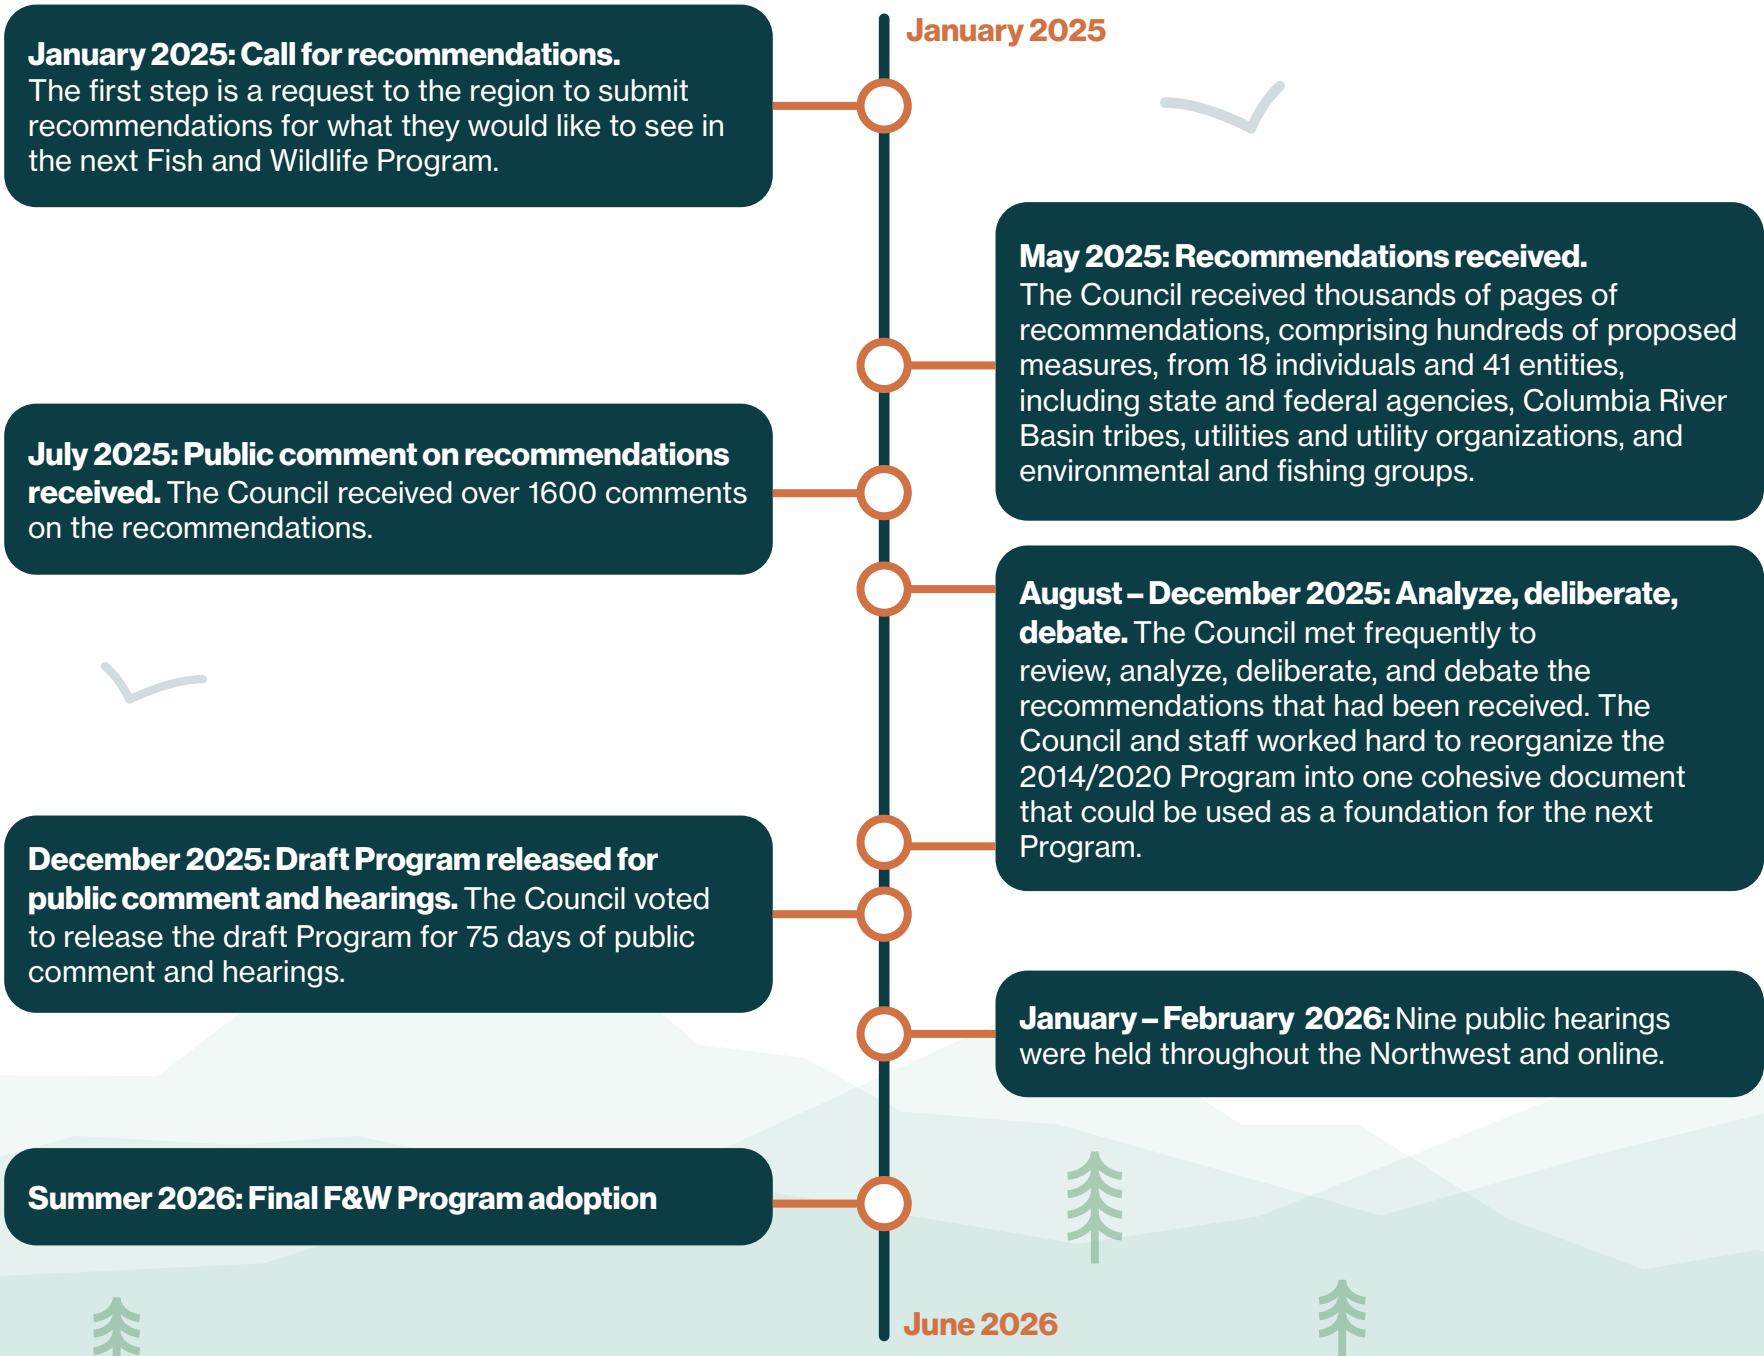 January 2025
January 2025: Call for recommendations.
The first step is a request to the region to submit
recommendations for what they would like to see in
the next Fish and Wildlife Program.
May 2025: Recommendations received.
The Council received thousands of pages of
recommendations, comprising hundreds of proposed
measures, from 18 individuals and 41 entities,
including state and federal agencies, Columbia River
Basin tribes, utilities and utility organizations, and
environmental and fishing groups.
July 2025: Public comment on recommendations
received. The Council received over 1600 comments
on the recommendations.
August – December 2025: Analyze, deliberate,
debate. The Council met frequently to
review, analyze, deliberate, and debate the
recommendations that had been received. The
Council and staff worked hard to reorganize the
2014/2020 Program into one cohesive document
that could be used as a foundation for the next
Program.
December 2025: Draft Program released for
public comment and hearings. The Council voted
to release the draft Program for 75 days of public
comment and hearings.
January – February 2026: Nine public hearings
were held throughout the Northwest and online.
Summer 2026: Final F&W Program adoption
June 2026